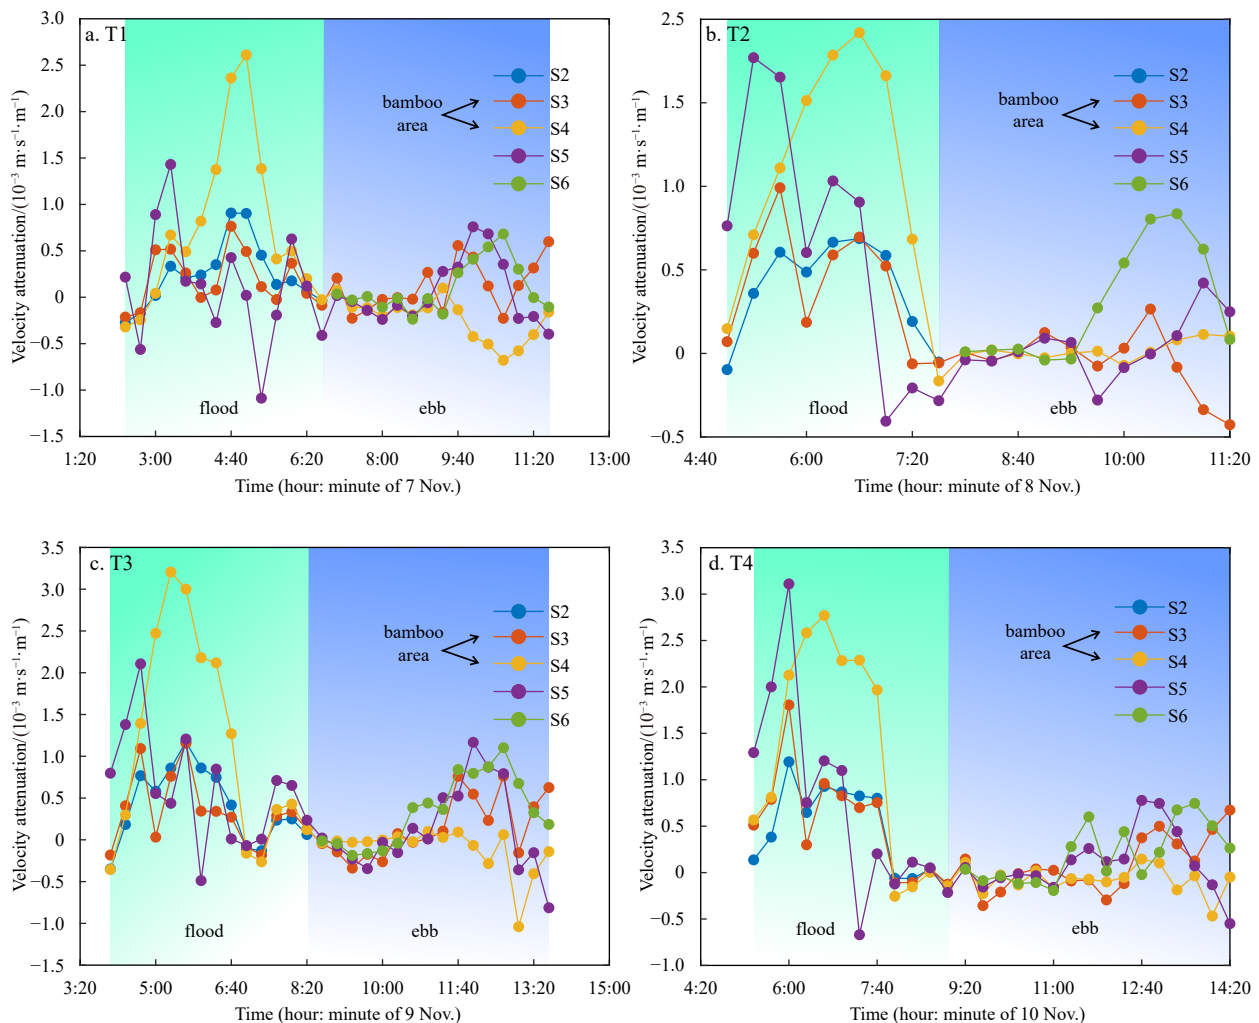 a. T1
Velocity attenuation/(10⁻³ m·s⁻¹·m⁻¹)
3.0
2.5
2.0
1.5
1.0
0.5
0
−0.5
−1.0
−1.5
S2
S3
S4
S5
S6
bamboo
area
flood
ebb
1:20 3:00 4:40 6:20 8:00 9:40 11:20 13:00
Time (hour: minute of 7 Nov.)
b. T2
Velocity attenuation/(10⁻³ m·s⁻¹·m⁻¹)
2.5
1.5
1.0
0.5
0
−0.5
S2
S3
S4
S5
S6
bamboo
area
flood
ebb
4:40 6:00 7:20 8:40 10:00 11:20
Time (hour: minute of 8 Nov.)
c. T3
Velocity attenuation/(10⁻³ m·s⁻¹·m⁻¹)
3.5
3.0
2.5
2.0
1.5
1.0
0.5
0
−0.5
−1.0
−1.5
S2
S3
S4
S5
S6
bamboo
area
flood
ebb
3:20 5:00 6:40 8:20 10:00 11:40 13:20 15:00
Time (hour: minute of 9 Nov.)
d. T4
Velocity attenuation/(10⁻³ m·s⁻¹·m⁻¹)
3.5
3.0
2.5
2.0
1.5
1.0
0.5
0
−0.5
−1.0
S2
S3
S4
S5
S6
bamboo
area
flood
ebb
4:20 6:00 7:40 9:20 11:00 12:40 14:20
Time (hour: minute of 10 Nov.)